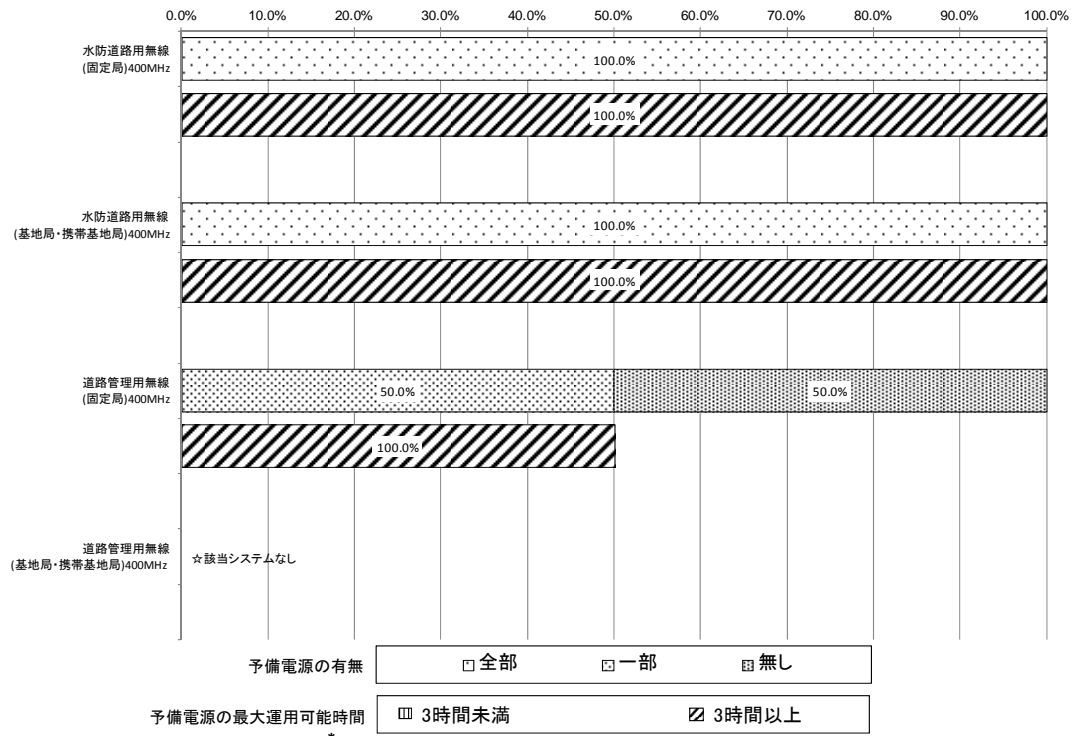 0.0% 10.0% 20.0% 30.0% 40.0% 50.0% 60.0% 70.0% 80.0% 90.0% 100.0%
水防道路用無線
(固定局)400MHz
100.0%
100.0%
水防道路用無線
(基地局・携帯基地局)400MHz
100.0%
100.0%
道路管理用無線
(固定局)400MHz
50.0% 50.0%
100.0%
道路管理用無線
(基地局・携帯基地局)400MHz
☆該当システムなし
予備電源の有無 全部 一部 無し
予備電源の最大運用可能時間 3時間未満 3時間以上
*